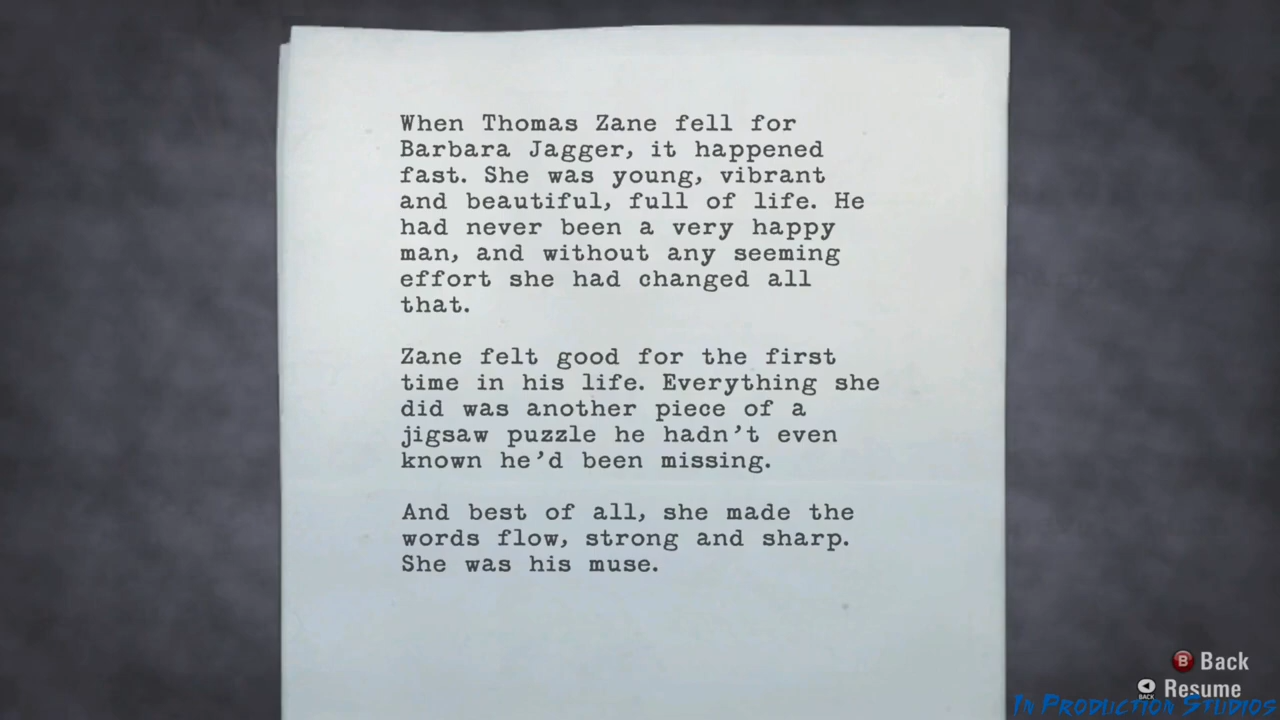 When Thomas Zane fell for
Barbara Jagger, it happened
fast. She was young, vibrant
and beautiful, full of life. He
had never been a very happy
man, and without any seeming
effort she had changed all
that.
Zane felt good for the first
time in his life. Everything she
did was another piece of a
jigsaw puzzle he hadn't even
known he'd been missing.
And best of all, she made the
words flow, strong and sharp.
She was his muse.
B Back
BACK Resume
In Production Studios